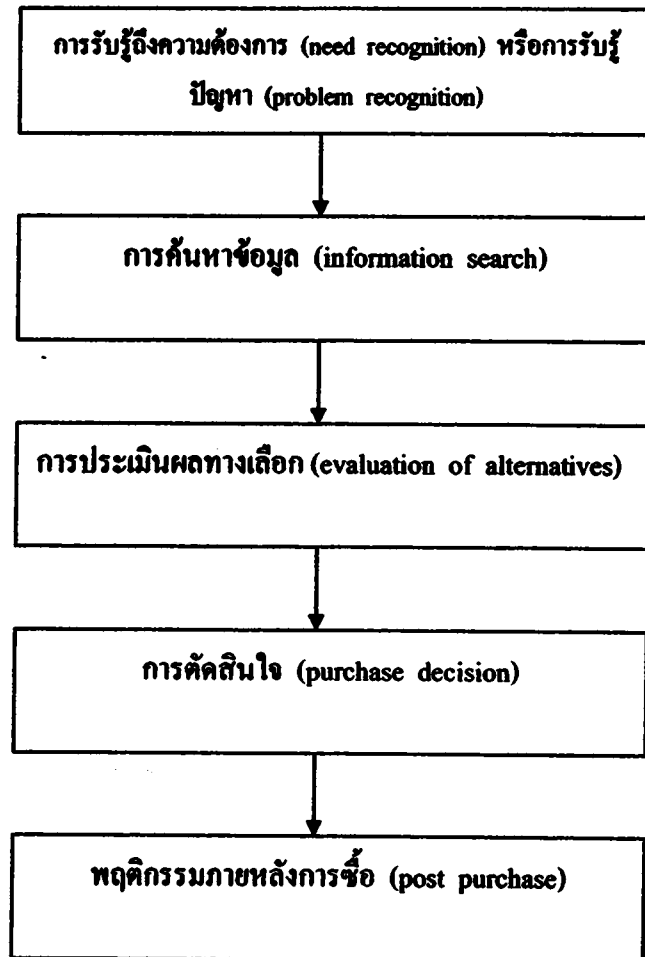 การรับรู้ถึงความต้องการ (need recognition) หรือการรับรู้
ปัญหา (problem recognition)
การค้นหาข้อมูล (information search)
การประเมินผลทางเลือก (evaluation of alternatives)
การตัดสินใจ (purchase decision)
พฤติกรรมภายหลังการซื้อ (post purchase)